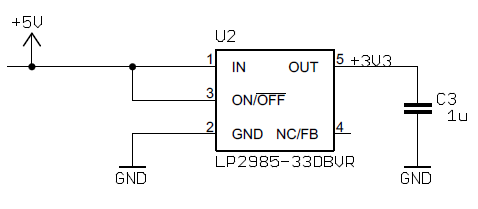 +5V
U2
1 IN OUT 5 +3V3
3 ON/OFF
2 GND NC/FB 4
C3
1u
LP2985-33DBVR
GND GND